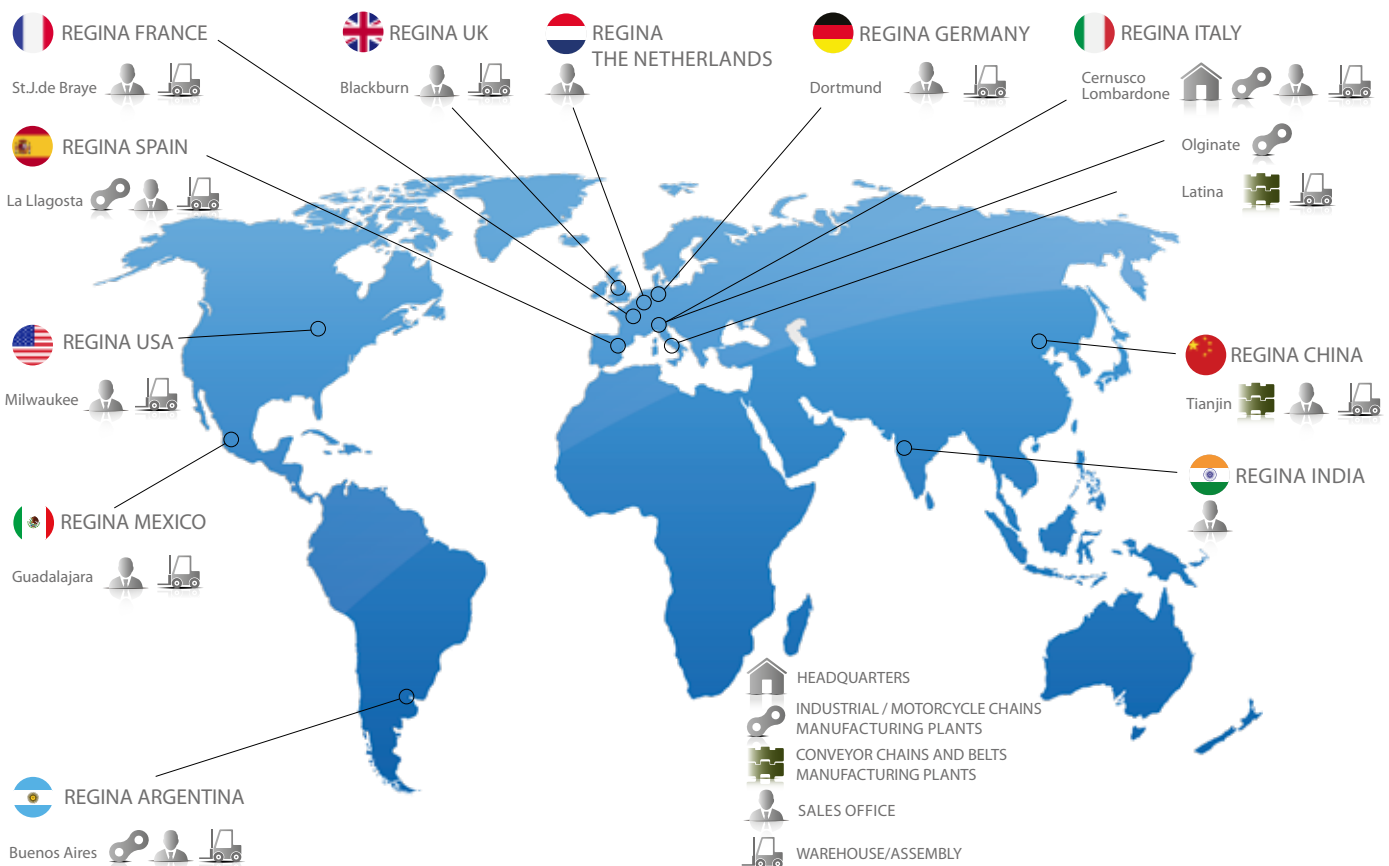 REGINA FRANCE
St.J.de Braye
REGINA UK
Blackburn
REGINA
THE NETHERLANDS
REGINA GERMANY
Dortmund
REGINA ITALY
Cernusco
Lombardone
Olginate
Latina
REGINA SPAIN
La Llagosta
REGINA USA
Milwaukee
REGINA CHINA
Tianjin
REGINA INDIA
REGINA MEXICO
Guadalajara
REGINA ARGENTINA
Buenos Aires
HEADQUARTERS
INDUSTRIAL / MOTORCYCLE CHAINS
MANUFACTURING PLANTS
CONVEYOR CHAINS AND BELTS
MANUFACTURING PLANTS
SALES OFFICE
WAREHOUSE/ASSEMBLY